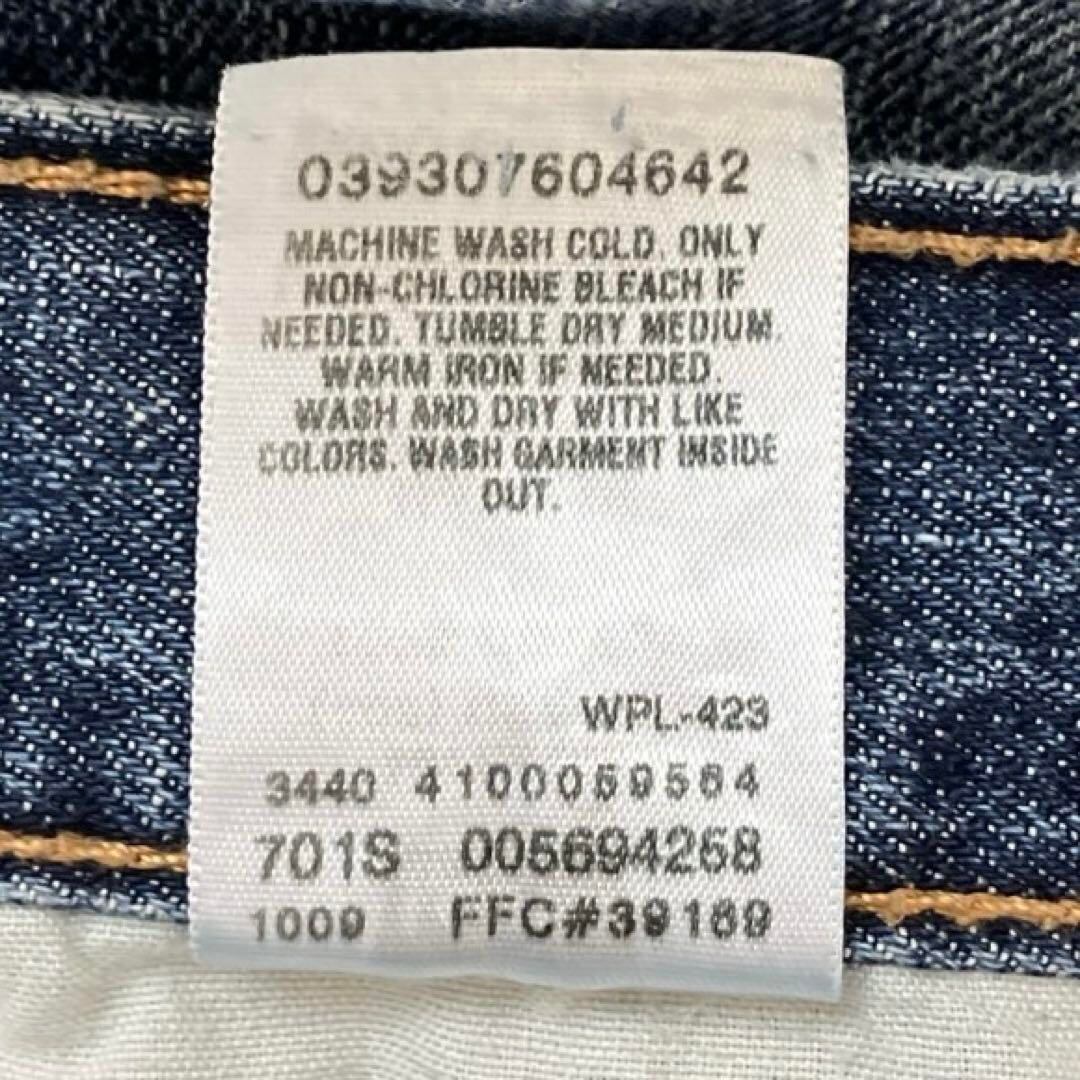 039307604642
MACHINE WASH COLD. ONLY
NON-CHLORINE BLEACH IF
NEEDED. TUMBLE DRY MEDIUM.
WARM IRON IF NEEDED.
WASH AND DRY WITH LIKE
COLORS. WASH GARMENT INSIDE
OUT.
WPL-423
3440 4100059564
701S 005694258
1009 FFC#39169